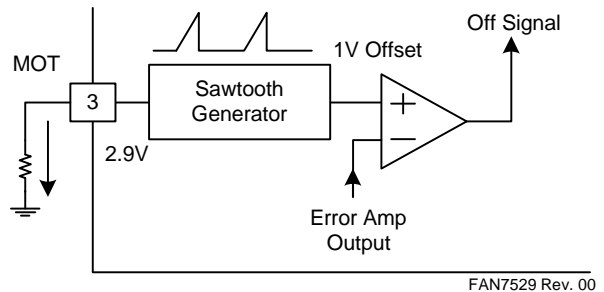 Off Signal
1V Offset
MOT
3
Sawtooth
Generator
+
−
2.9V
Error Amp
Output
FAN7529 Rev. 00